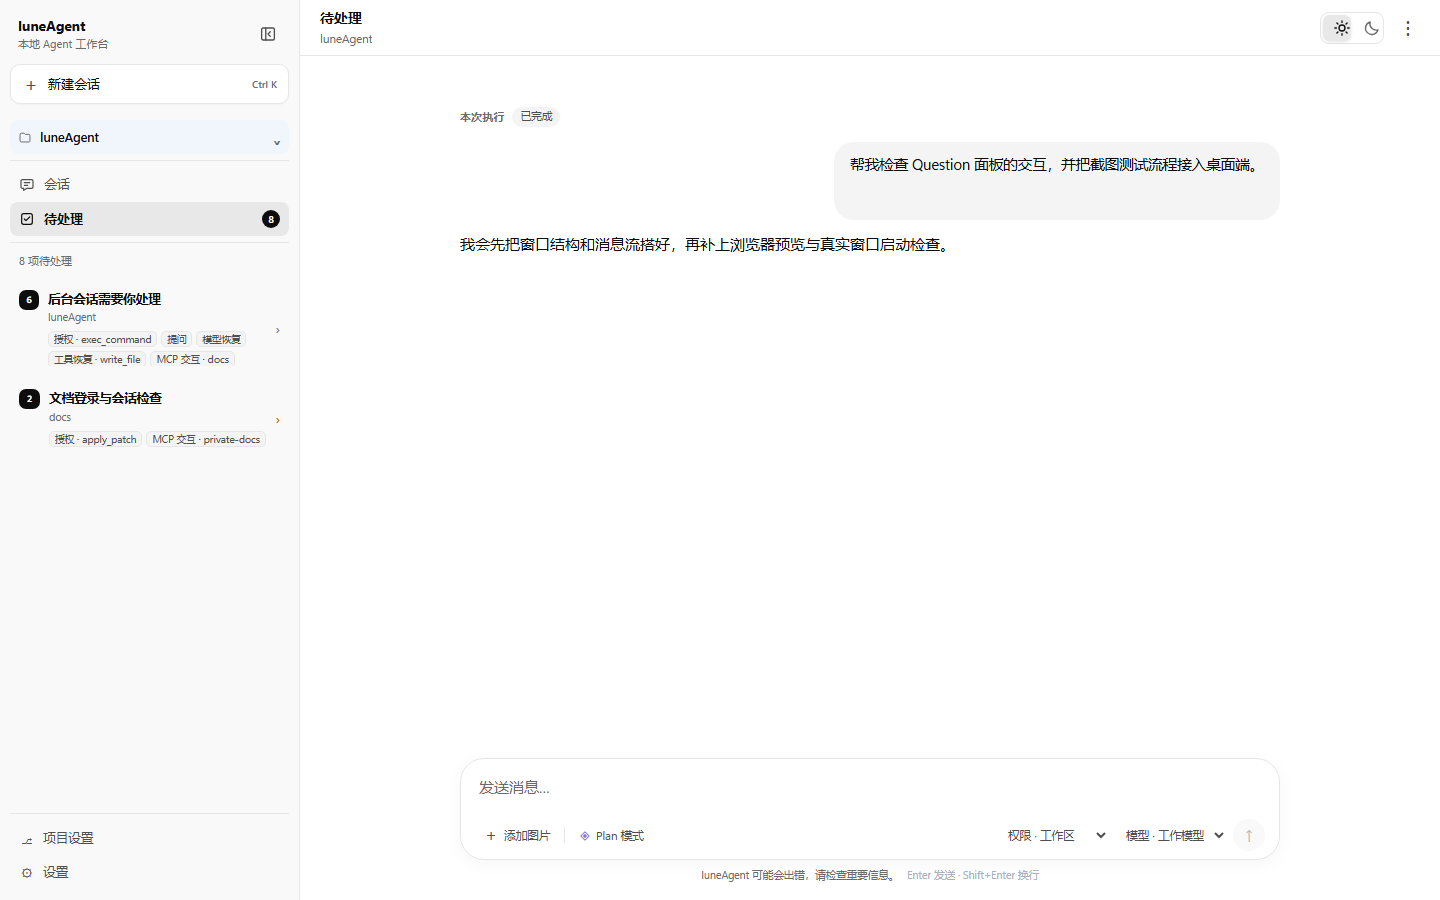 luneAgent
本地 Agent 工作台
新建会话 Ctrl K
luneAgent
会话
待处理 8
8 项待处理
6 后台会话需要你处理
luneAgent
授权 · exec_command 提问 模型恢复
工具恢复 · write_file MCP 交互 · docs
2 文档登录与会话检查
docs
授权 · apply_patch MCP 交互 · private-docs
项目设置
设置
待处理
luneAgent
本次执行 已完成
帮我检查 Question 面板的交互，并把截图测试流程接入桌面端。
我会先把窗口结构和消息流搭好，再补上浏览器预览与真实窗口启动检查。
发送消息...
添加图片 Plan 模式 权限 · 工作区 模型 · 工作模型
luneAgent 可能会出错，请检查重要信息。 Enter 发送 · Shift+Enter 换行